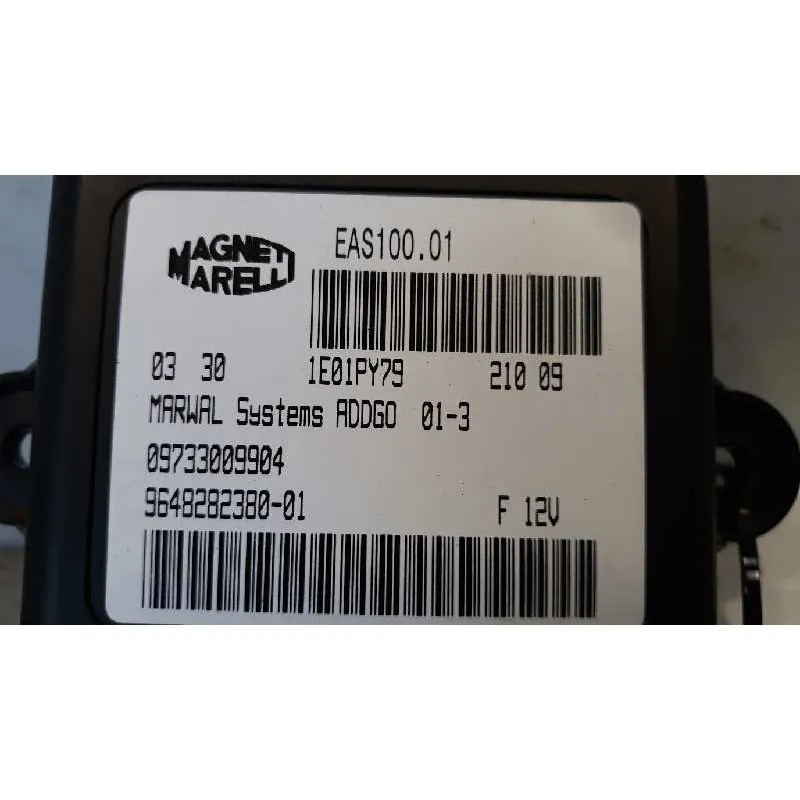 MAGNETI
MARELLI
EAS100.01
03 30 1E01PY79 210 09
MARWAL Systems ADDGO 01-3
09733009904
9648282380-01 F 12V